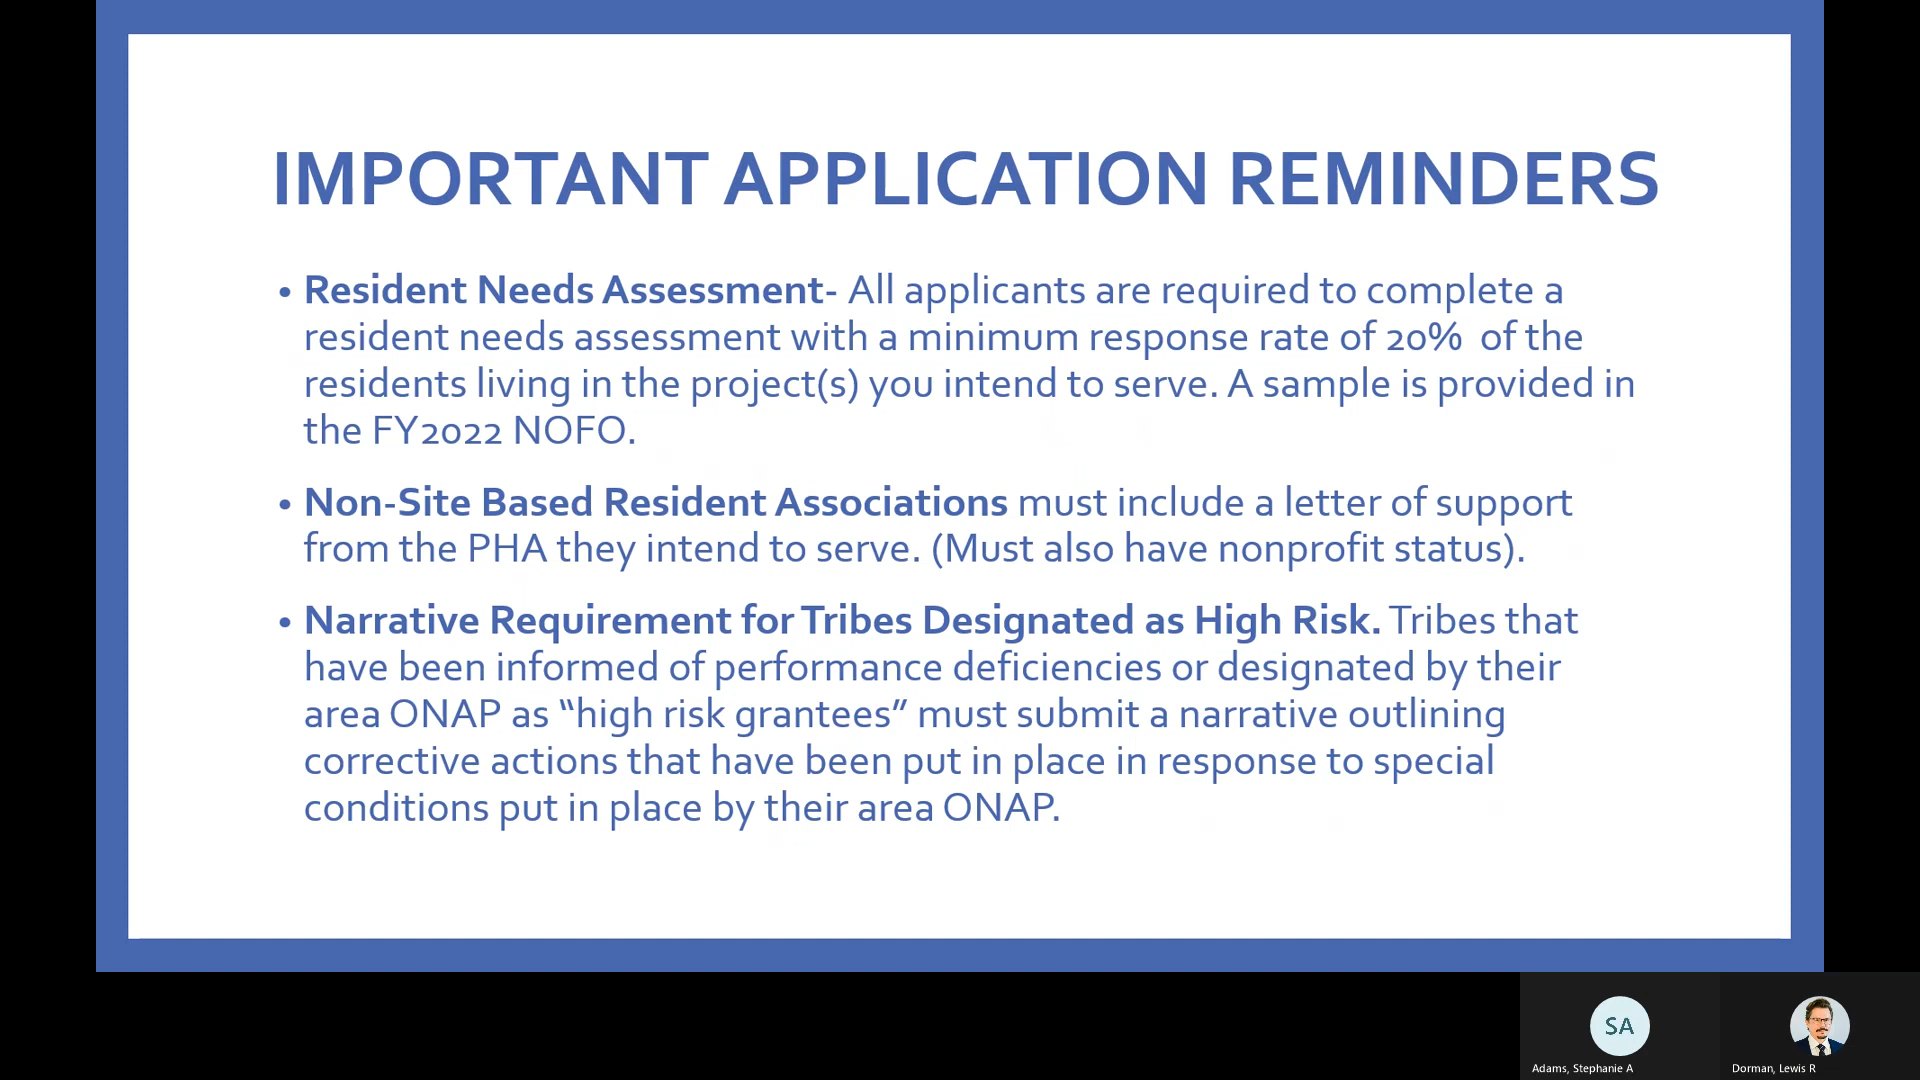 IMPORTANT APPLICATION REMINDERS
• Resident Needs Assessment- All applicants are required to complete a
resident needs assessment with a minimum response rate of 20%  of the
residents living in the project(s) you intend to serve. A sample is provided in
the FY2022 NOFO.
• Non-Site Based Resident Associations must include a letter of support
from the PHA they intend to serve. (Must also have nonprofit status).
• Narrative Requirement for Tribes Designated as High Risk. Tribes that
have been informed of performance deficiencies or designated by their
area ONAP as “high risk grantees” must submit a narrative outlining
corrective actions that have been put in place in response to special
conditions put in place by their area ONAP.
SA
Adams, Stephanie A
Dorman, Lewis R